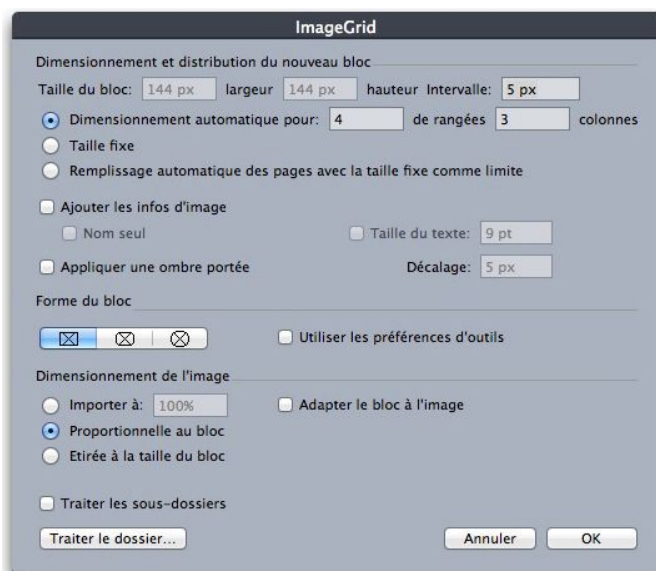 ImageGrid
Dimensionnement et distribution du nouveau bloc
Taille du bloc: 144 px largeur 144 px hauteur Intervalle: 5 px
Dimensionnement automatique pour: 4 de rangées 3 colonnes
Taille fixe
Remplissage automatique des pages avec la taille fixe comme limite
Ajouter les infos d'image
Nom seul Taille du texte: 9 pt
Appliquer une ombre portée Décalage: 5 px
Forme du bloc
Utiliser les préférences d'outils
Dimensionnement de l'image
Importer à: 100% Adapter le bloc à l'image
Proportionnelle au bloc
Etirée à la taille du bloc
Traiter les sous-dossiers
Traiter le dossier... Annuler OK